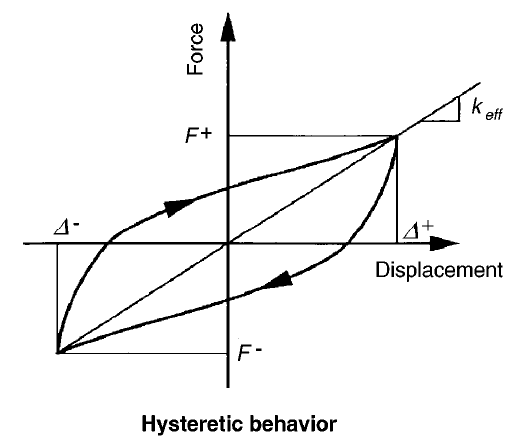 Force
k eff
F+
Δ-
Δ+
Displacement
F-
Hysteretic behavior